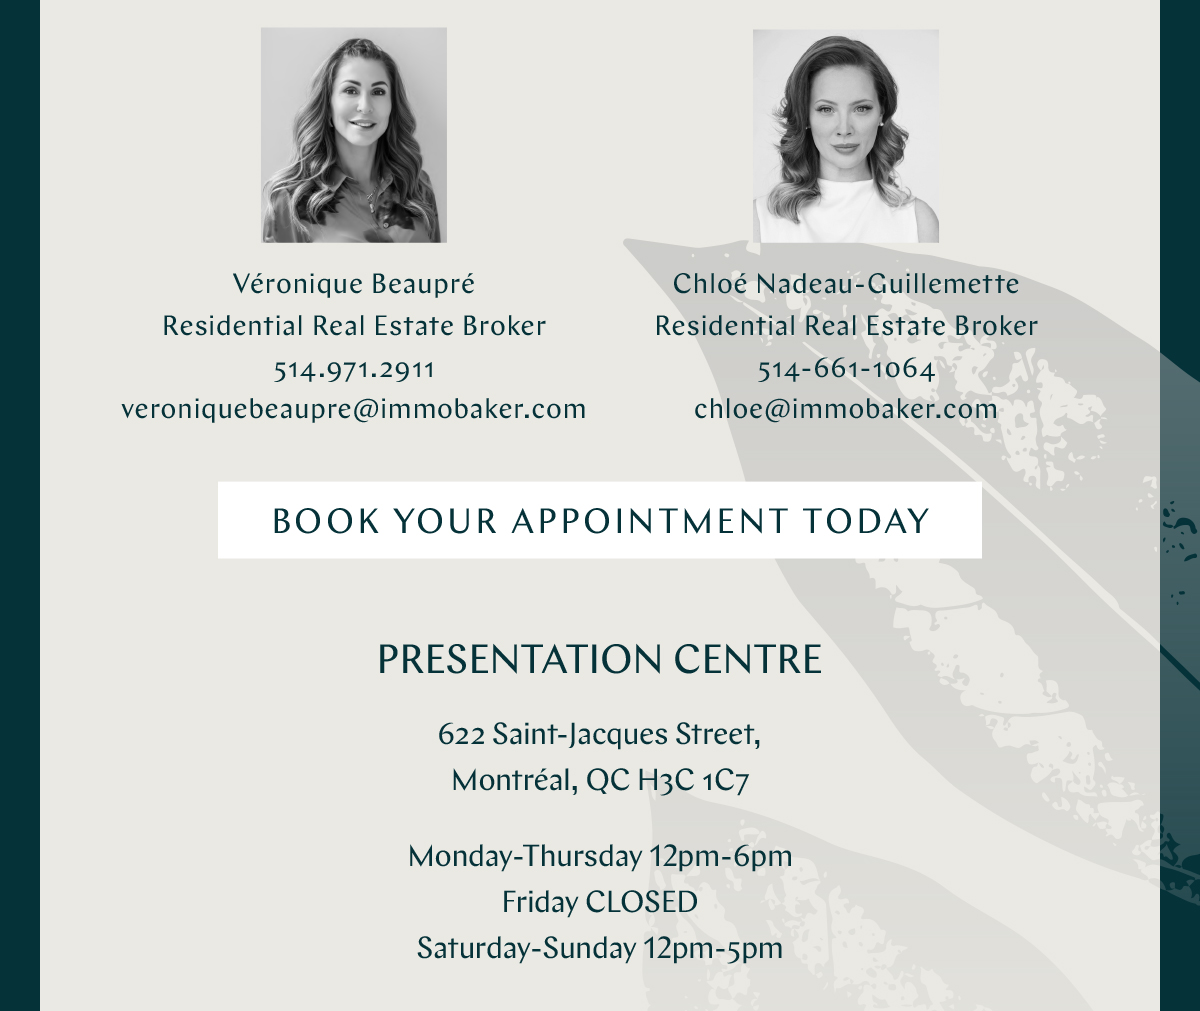 Véronique Beaupré
Residential Real Estate Broker
514.971.2911
veroniquebeaupre@immobaker.com
Chloé Nadeau-Guillemette
Residential Real Estate Broker
514-661-1064
chloe@immobaker.com
BOOK YOUR APPOINTMENT TODAY
PRESENTATION CENTRE
622 Saint-Jacques Street,
Montréal, QC H3C 1C7
Monday-Thursday 12pm-6pm
Friday CLOSED
Saturday-Sunday 12pm-5pm